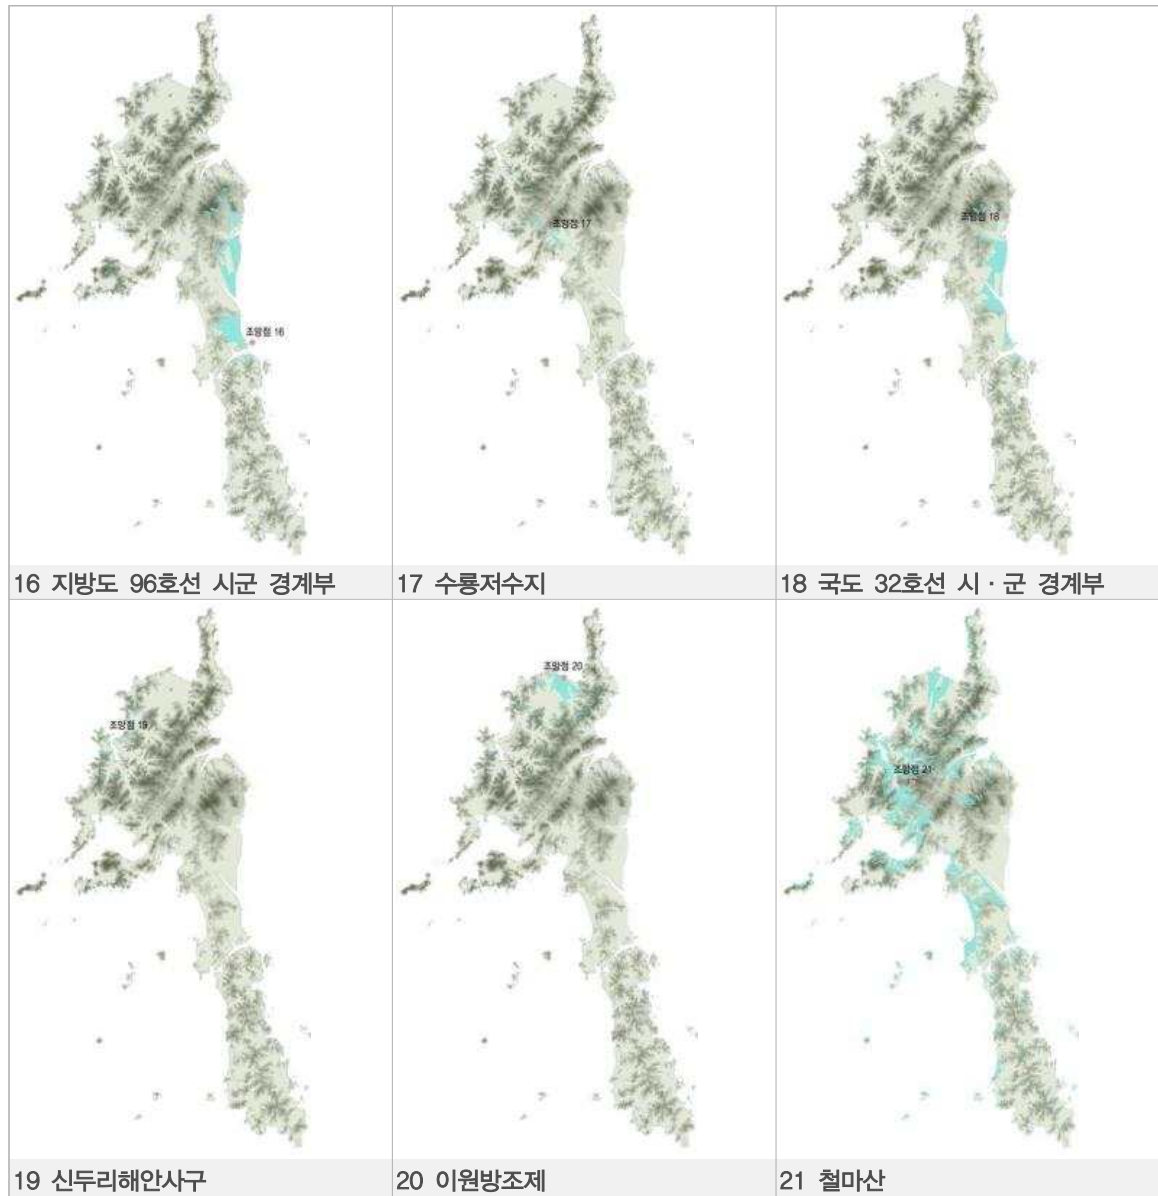 조망점 16
조망점 17
조망점 18
16 지방도 96호선 시군 경계부
17 수룡저수지
18 국도 32호선 시·군 경계부
조망점 19
조망점 20
조망점 21
19 신두리해안사구
20 이원방조제
21 철마산